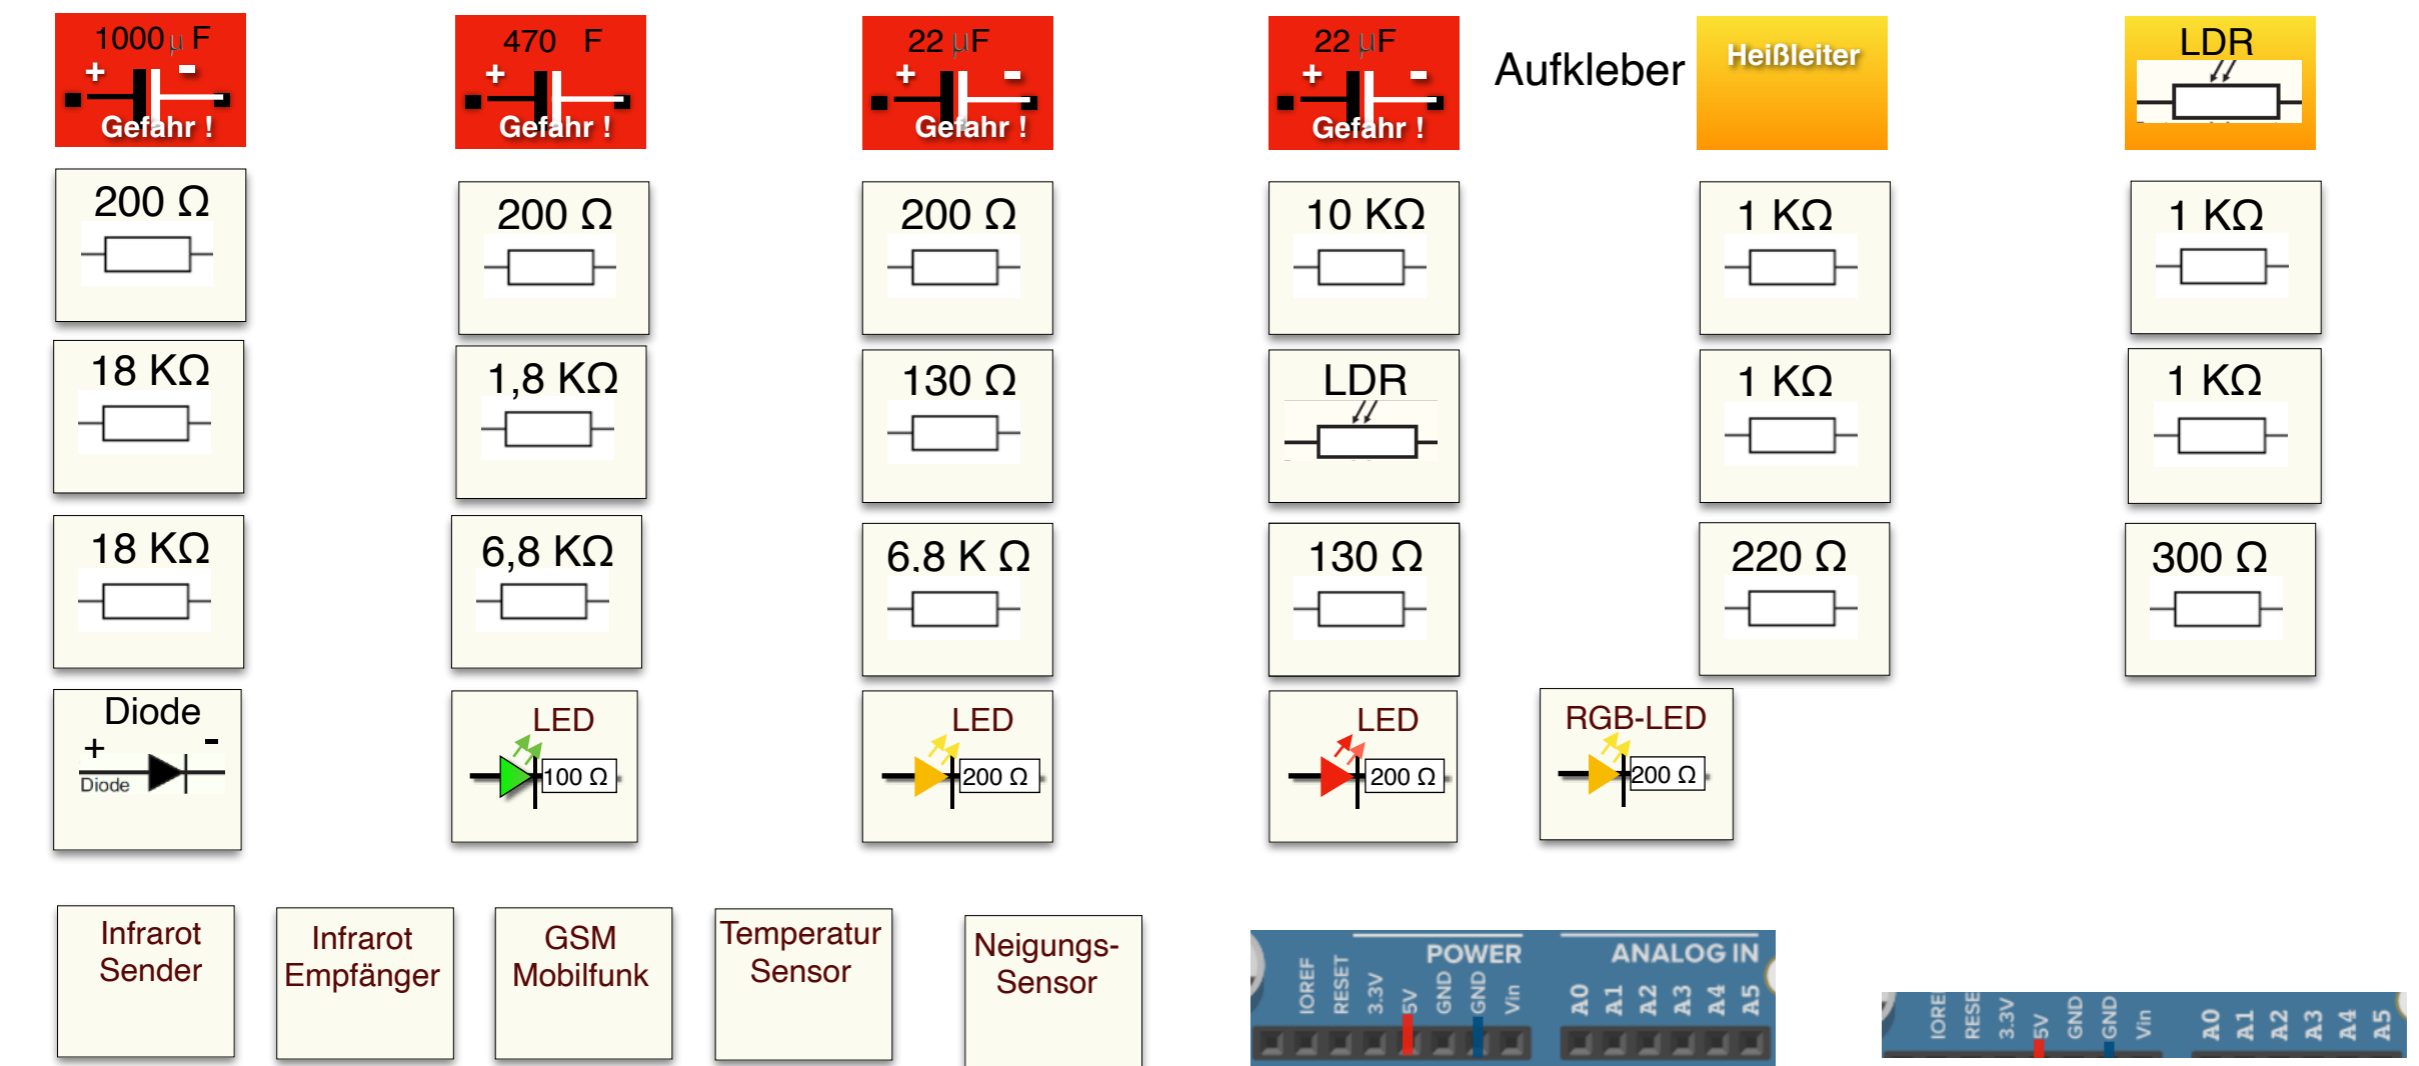 1000 μ F
+ -
Gefahr !
470 F
+
Gefahr !
22 μF
+ -
Gefahr !
22 μF
+ -
Gefahr !
Aufkleber
Heißleiter
LDR
200 Ω
200 Ω
200 Ω
10 KΩ
1 KΩ
1 KΩ
18 KΩ
1,8 KΩ
130 Ω
LDR
1 KΩ
1 KΩ
18 KΩ
6,8 KΩ
6.8 K Ω
130 Ω
220 Ω
300 Ω
Diode
+ -
Diode
LED
100 Ω
LED
200 Ω
LED
200 Ω
RGB-LED
200 Ω
Infrarot
Sender
Infrarot
Empfänger
GSM
Mobilfunk
Temperatur
Sensor
Neigungs-
Sensor
POWER
ANALOG IN
IOREF
RESET
3.3V
5V
GND
GND
Vin
A0
A1
A2
A3
A4
A5
IORE
RESE
3.3V
5V
GND
GND
Vin
A0
A1
A2
A3
A4
A5